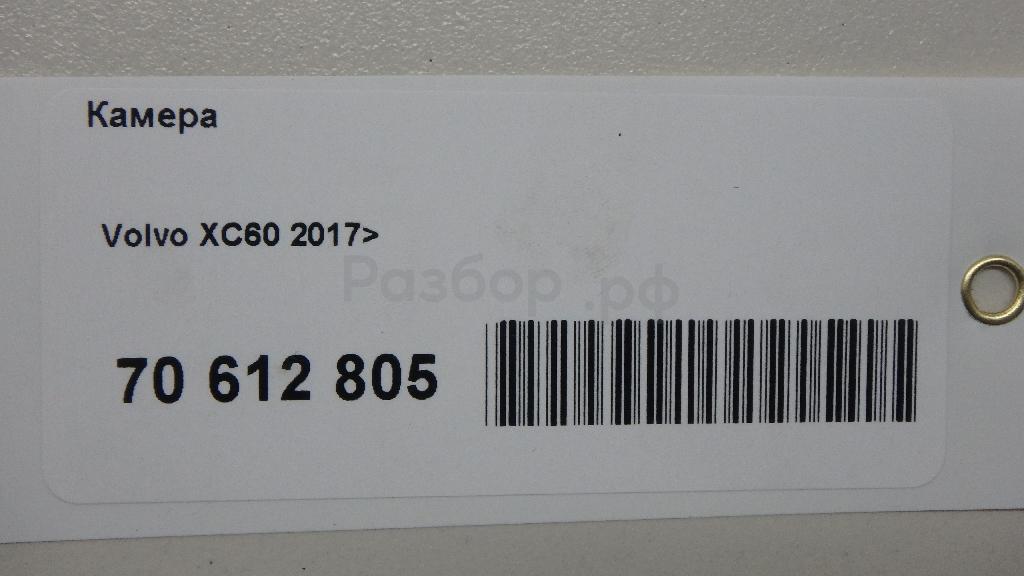 Камера
Volvo XC60 2017>
Разбор.рф
70 612 805